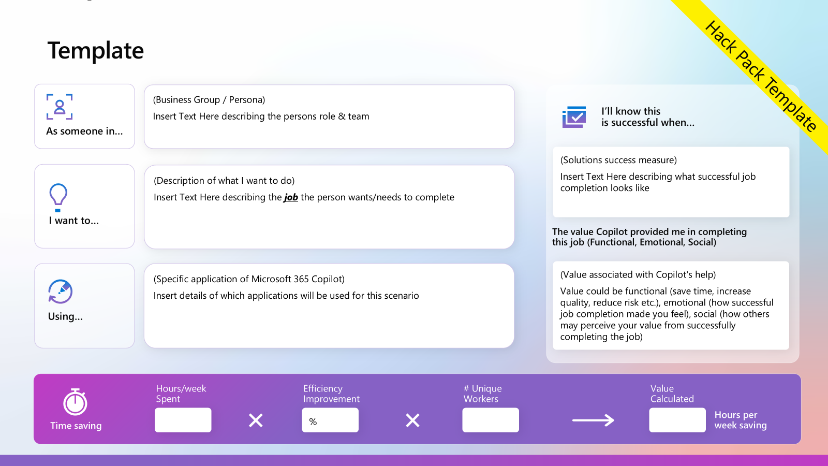 Template
Hack Pack Template
As someone in...
(Business Group / Persona)
Insert Text Here describing the persons role & team
I want to...
(Description of what I want to do)
Insert Text Here describing the job the person wants/needs to complete
Using...
(Specific application of Microsoft 365 Copilot)
Insert details of which applications will be used for this scenario
I'll know this
is successful when...
(Solutions success measure)
Insert Text Here describing what successful job
completion looks like
The value Copilot provided me in completing
this job (Functional, Emotional, Social)
(Value associated with Copilot's help)
Value could be functional (save time, increase
quality, reduce risk etc.), emotional (how successful
job completion made you feel), social (how others
may perceive your value from successfully
completing the job)
Time saving
Hours/week
Spent
Efficiency
Improvement
%
# Unique
Workers
Value
Calculated
Hours per
week saving